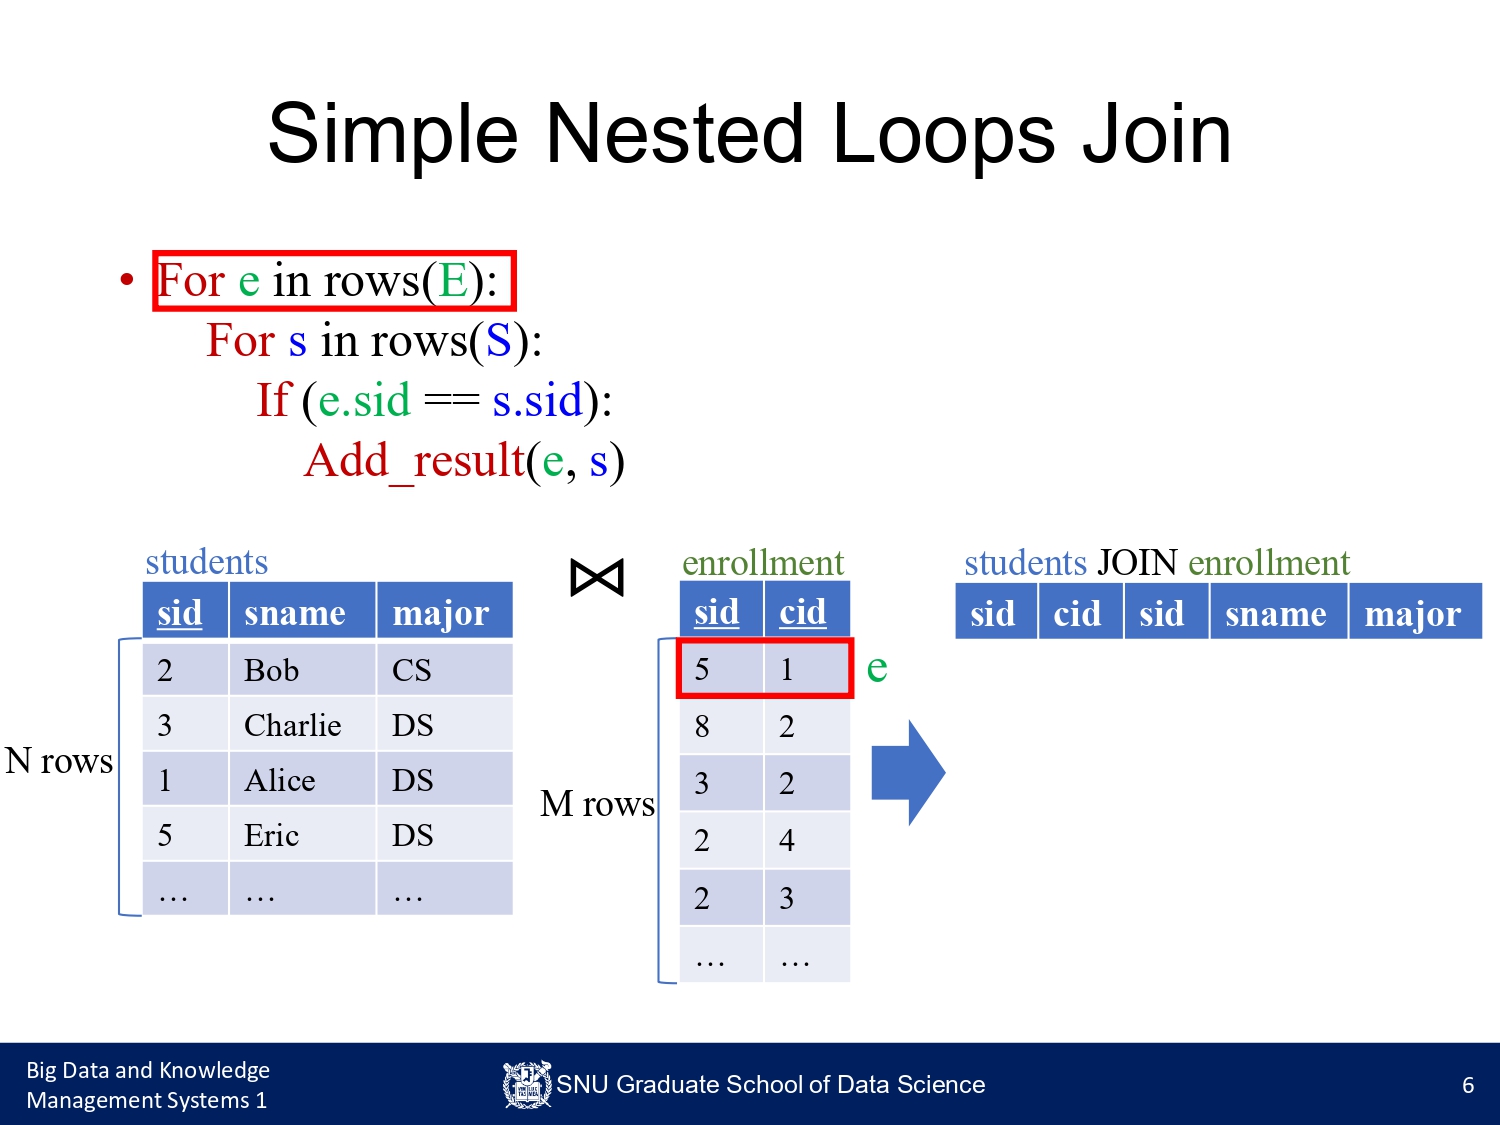 Simple Nested Loops Join
• For e in rows(E):
For s in rows(S):
If (e.sid == s.sid):
Add_result(e, s)
students
sid sname major
2 Bob CS
3 Charlie DS
1 Alice DS
5 Eric DS
… … …
N rows
⋈
enrollment
sid cid
5 1
8 2
3 2
2 4
2 3
… …
M rows
e
students JOIN enrollment
sid cid sid sname major
Big Data and Knowledge
Management Systems 1
SNU Graduate School of Data Science
6